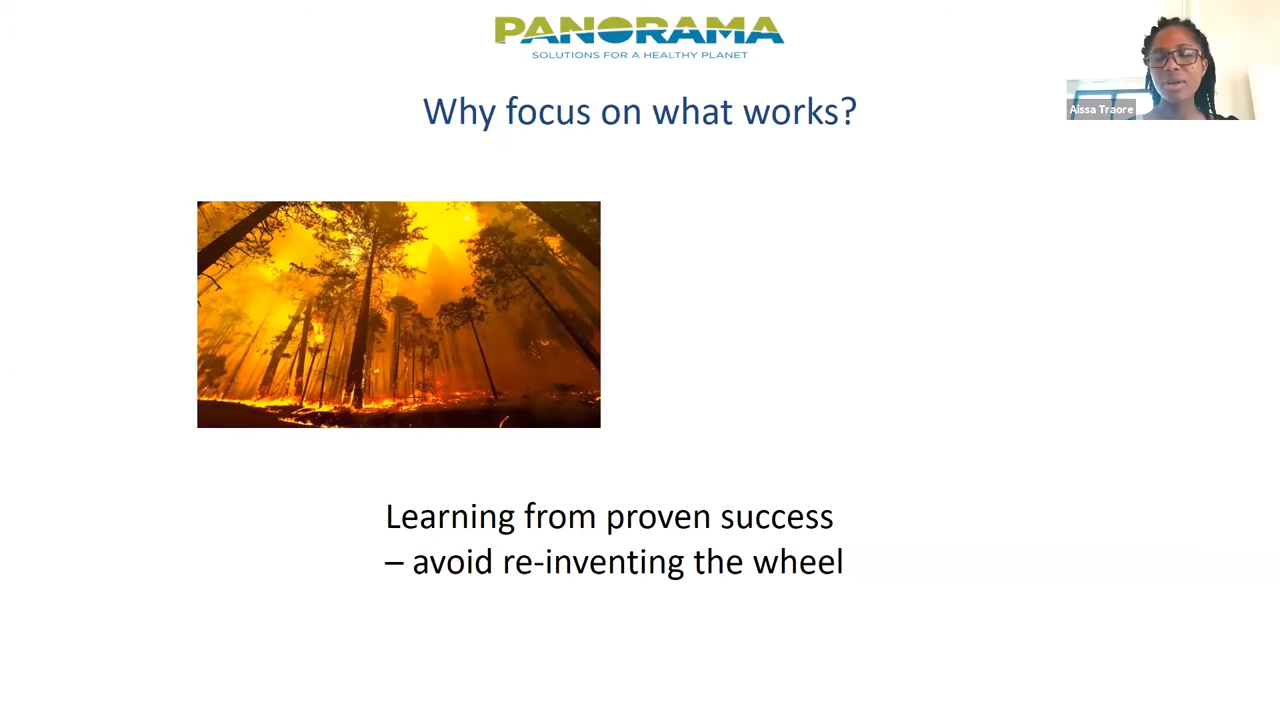 PANORAMA
SOLUTIONS FOR A HEALTHY PLANET
Why focus on what works?
Aissa Traore
Learning from proven success
– avoid re-inventing the wheel